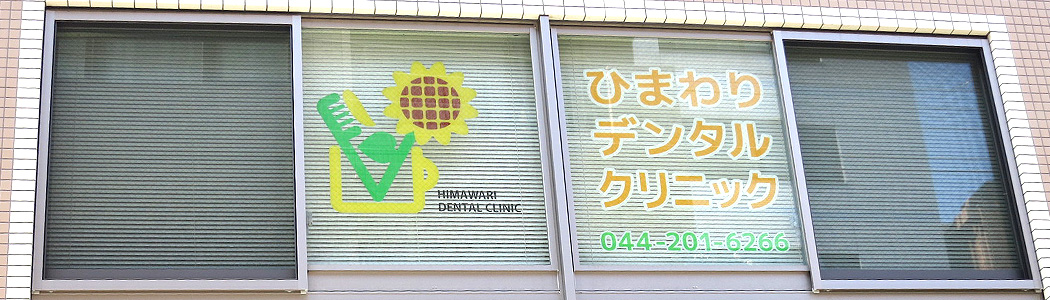 HIMAWARI
DENTAL CLINIC
ひまわり
デンタル
クリニック
044-201-6266